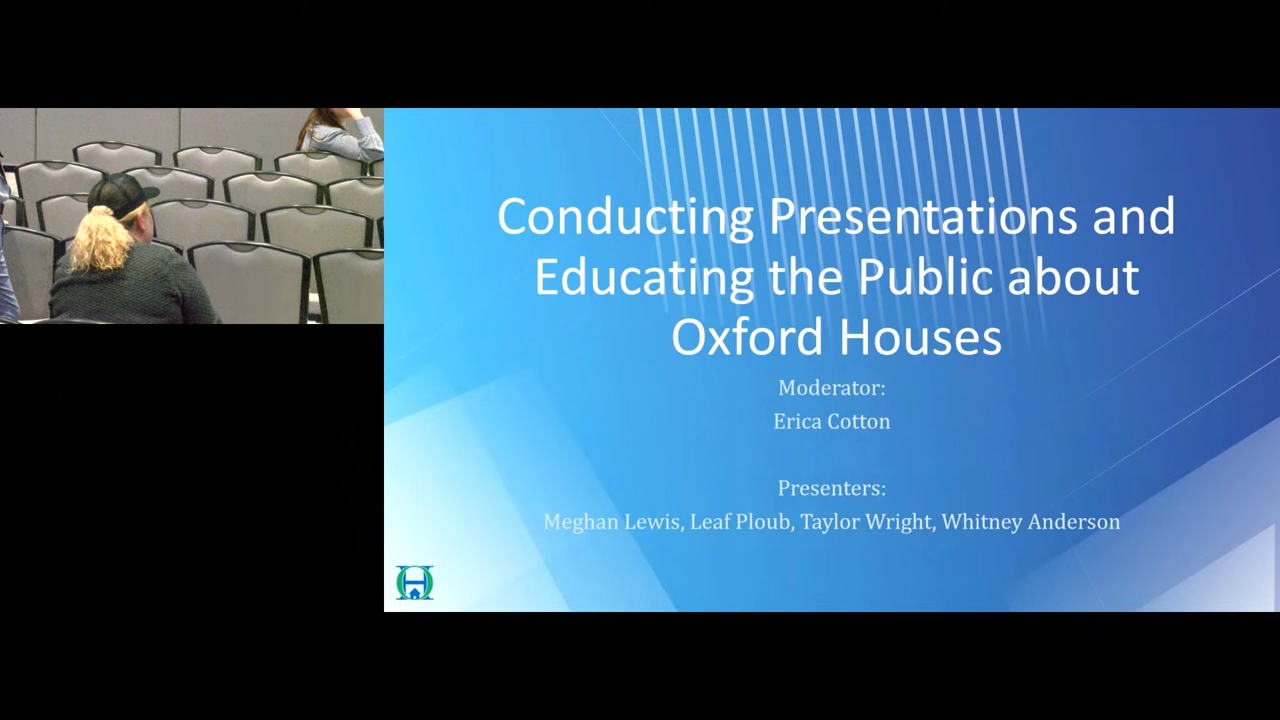 Conducting Presentations and
Educating the Public about
Oxford Houses
Moderator:
Erica Cotton
Presenters:
Meghan Lewis, Leaf Ploub, Taylor Wright, Whitney Anderson